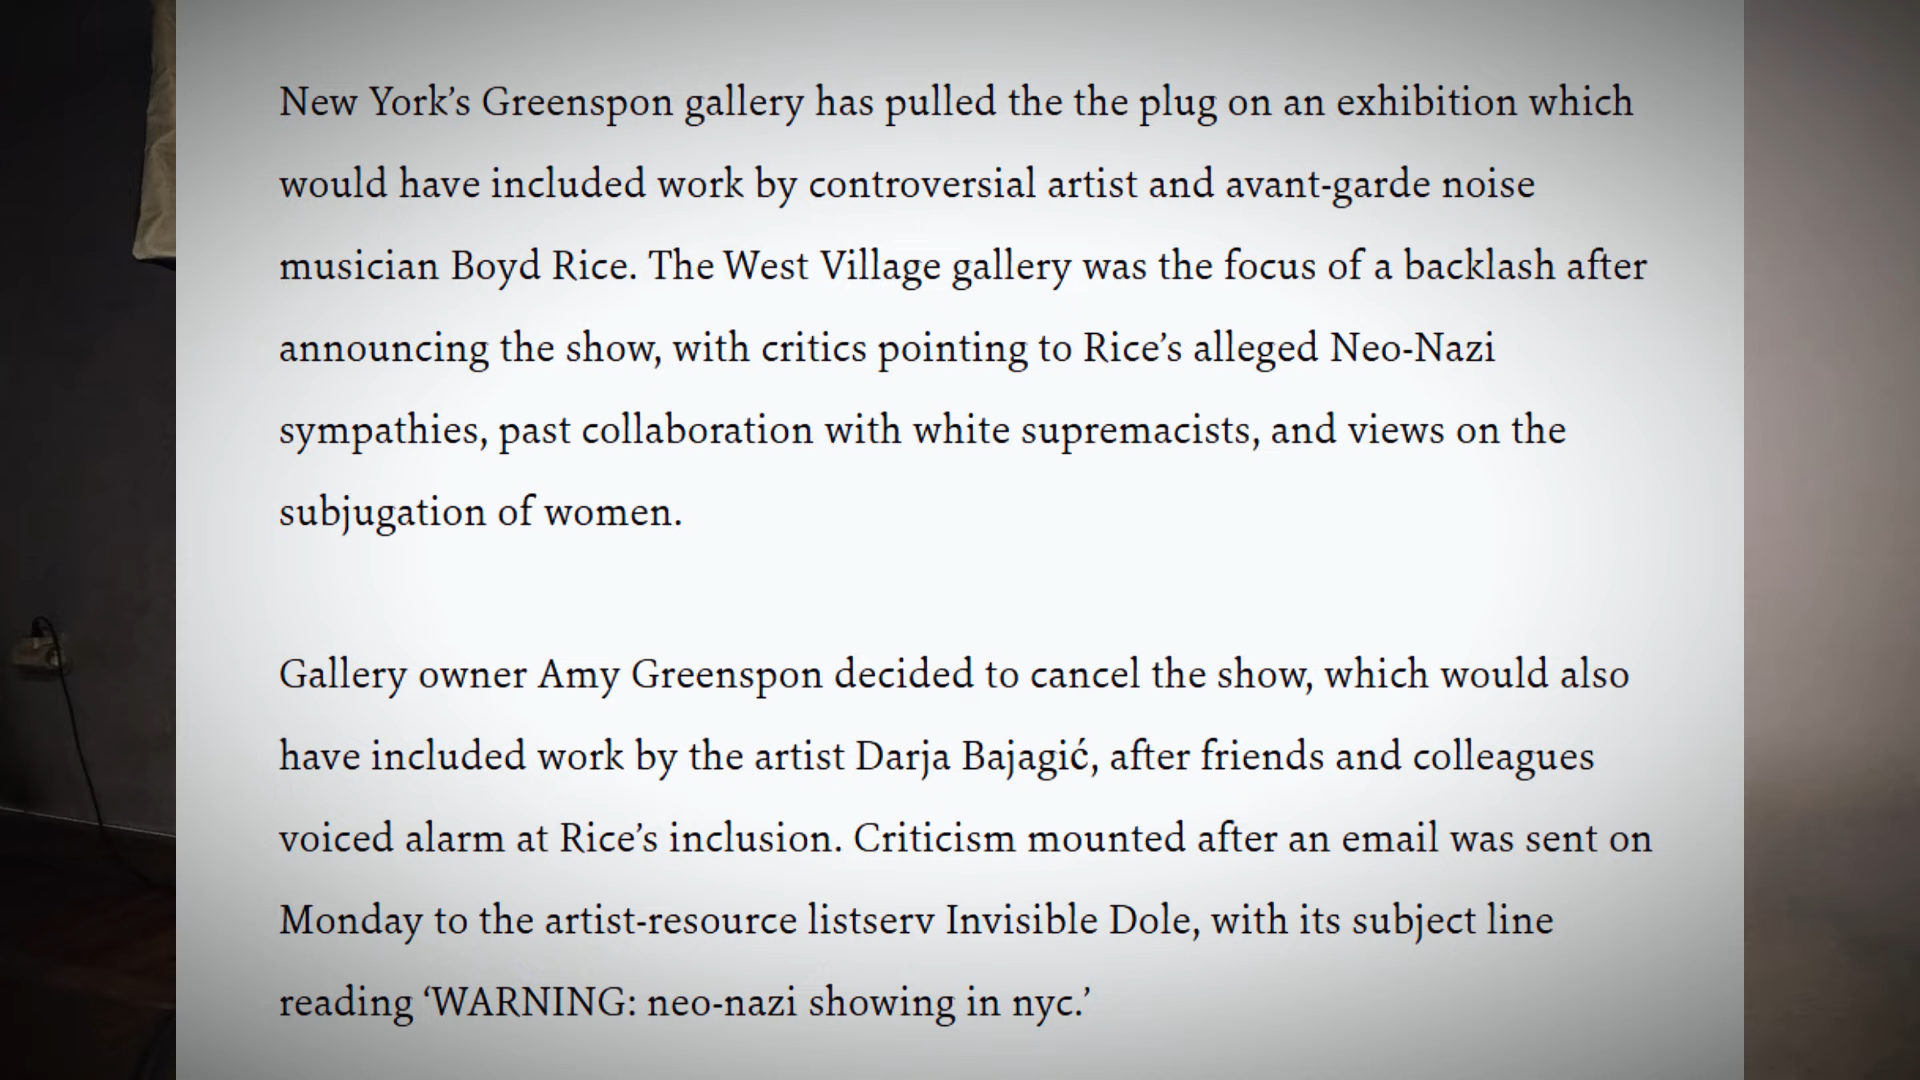 New York’s Greenspon gallery has pulled the the plug on an exhibition which
would have included work by controversial artist and avant-garde noise
musician Boyd Rice. The West Village gallery was the focus of a backlash after
announcing the show, with critics pointing to Rice’s alleged Neo-Nazi
sympathies, past collaboration with white supremacists, and views on the
subjugation of women.
Gallery owner Amy Greenspon decided to cancel the show, which would also
have included work by the artist Darja Bajagić, after friends and colleagues
voiced alarm at Rice’s inclusion. Criticism mounted after an email was sent on
Monday to the artist-resource listserv Invisible Dole, with its subject line
reading ‘WARNING: neo-nazi showing in nyc.’